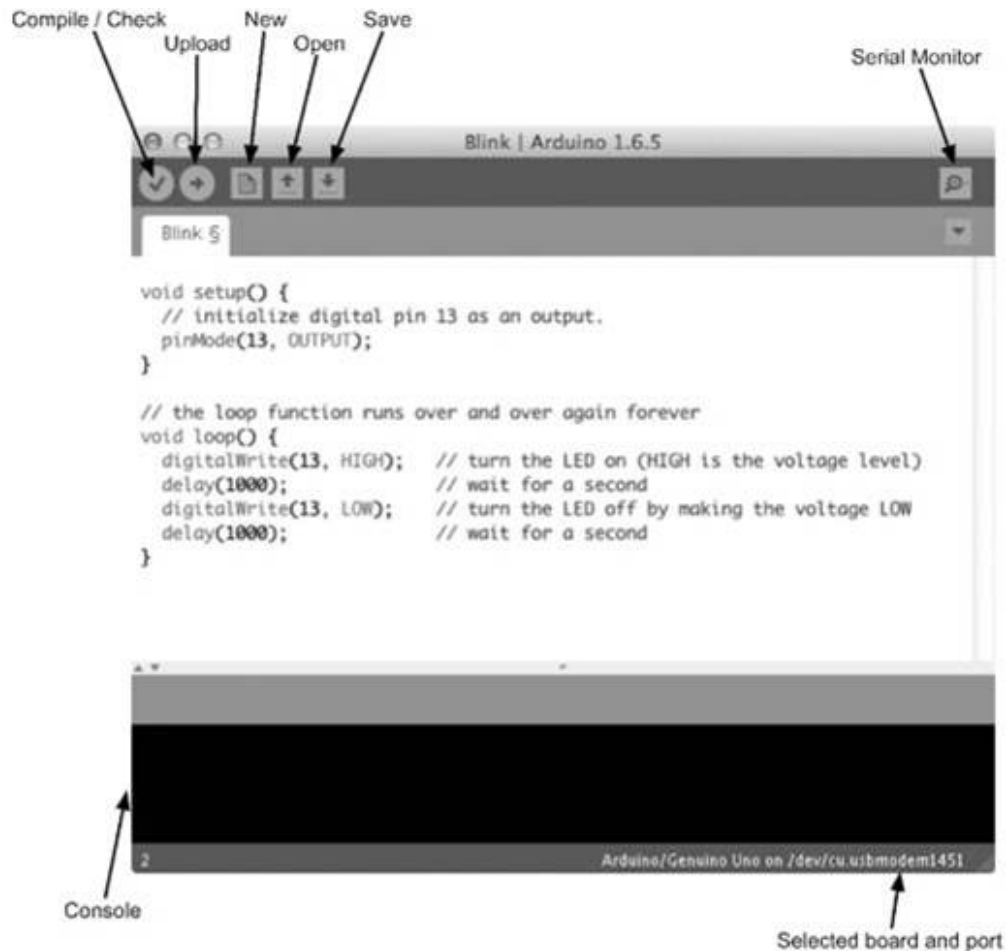 Compile / Check
New
Save
Upload
Open
Serial Monitor
Blink | Arduino 1.6.5
Blink §
void setup() {
  // initialize digital pin 13 as an output.
  pinMode(13, OUTPUT);
}
// the loop function runs over and over again forever
void loop() {
  digitalWrite(13, HIGH);   // turn the LED on (HIGH is the voltage level)
  delay(1000);              // wait for a second
  digitalWrite(13, LOW);    // turn the LED off by making the voltage LOW
  delay(1000);              // wait for a second
}
2
Arduino/Genuino Uno on /dev/cu.usbmodem1451
Console
Selected board and port